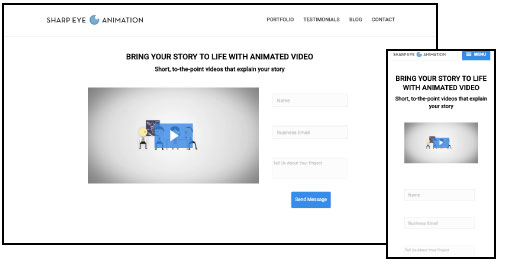 SHARP EYE ANIMATION
PORTFOLIO TESTIMONIALS BLOG CONTACT
BRING YOUR STORY TO LIFE WITH ANIMATED VIDEO
Short, to-the-point videos that explain your story
Name
Business Email
Tell Us About Your Project
Send Message
SHARP EYE ANIMATION
MENU
BRING YOUR STORY TO LIFE
WITH ANIMATED VIDEO
Short, to-the-point videos that explain
your story
Name
Business Email
Tell Us About Your Project